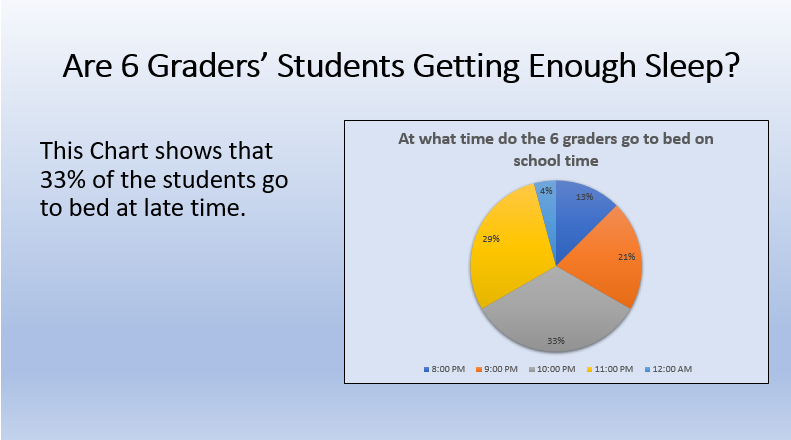 Are 6 Graders’ Students Getting Enough Sleep?
This Chart shows that
33% of the students go
to bed at late time.
At what time do the 6 graders go to bed on
school time
4%
13%
29%
21%
33%
8:00 PM 9:00 PM 10:00 PM 11:00 PM 12:00 AM